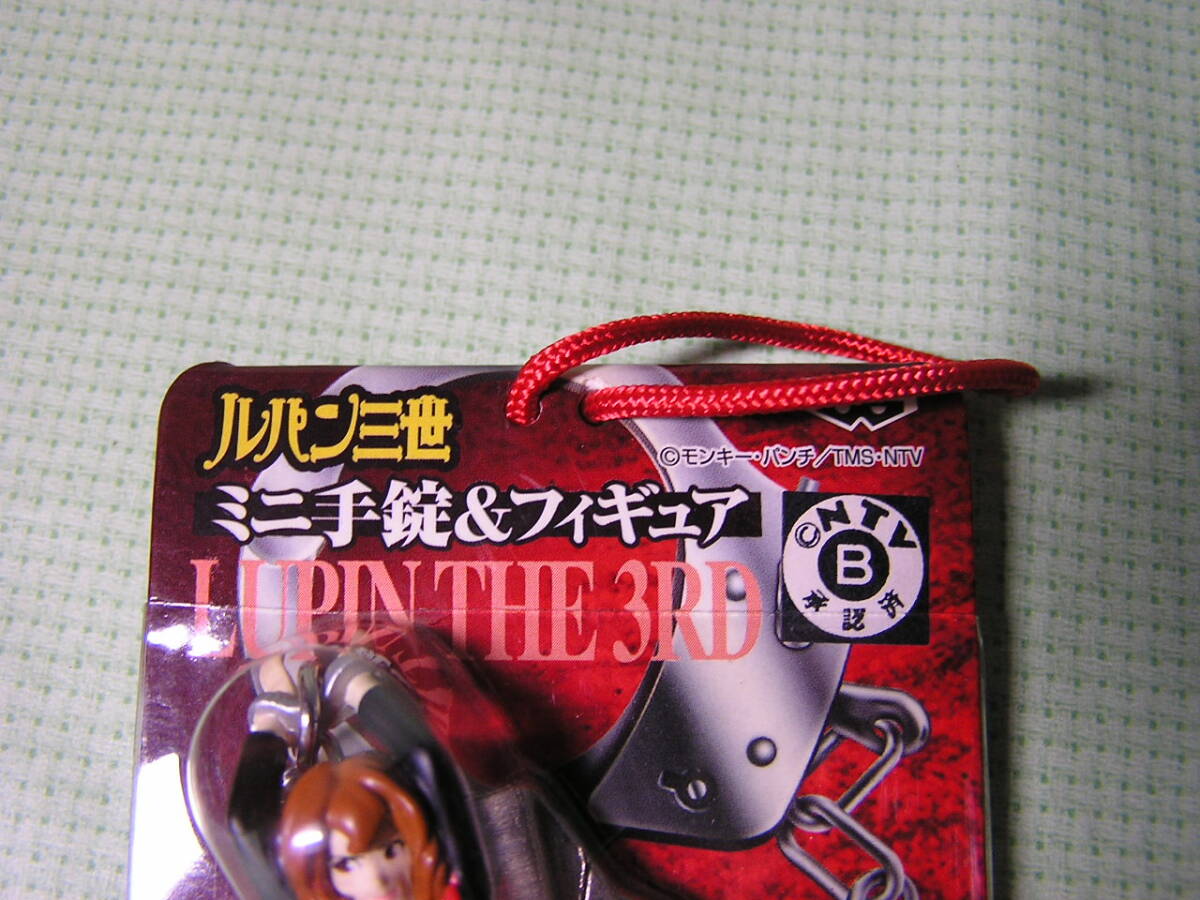 ルパン三世
©モンキー・パンチ/TMS・NTV
ミニ手錠&フィギュア
LUPIN THE 3RD
©NTV
B
承認済